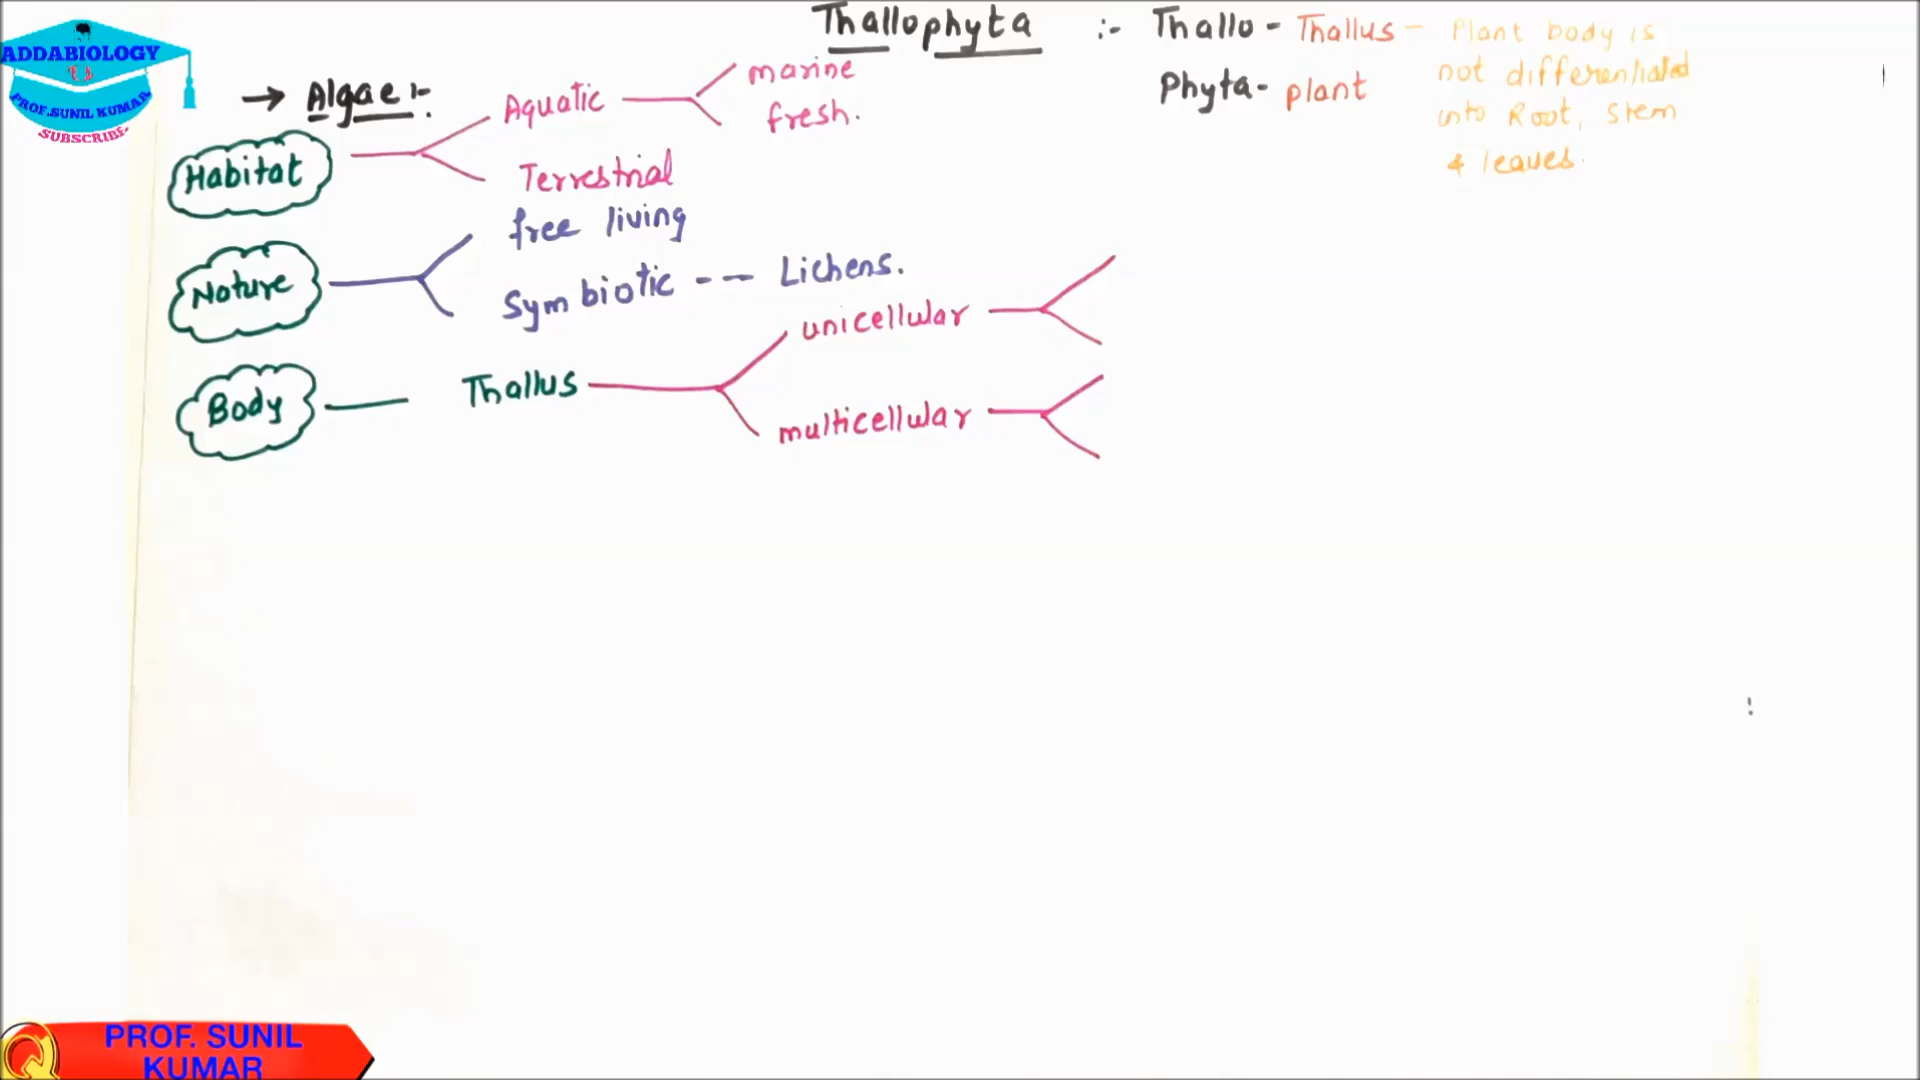 Thallophyta :- Thallo - Thallus - Plant body is
not differentiated
into Root, Stem
& leaves.
Phyta - plant
ADDABIOLOGY
PROF. SUNIL KUMAR
SUBSCRIBE
→ Algae :-
Habitat
Aquatic
marine
fresh.
Terrestrial
Nature
free living
Symbiotic --- Lichens.
Body
Thallus
unicellular
multicellular
PROF. SUNIL
KUMAR